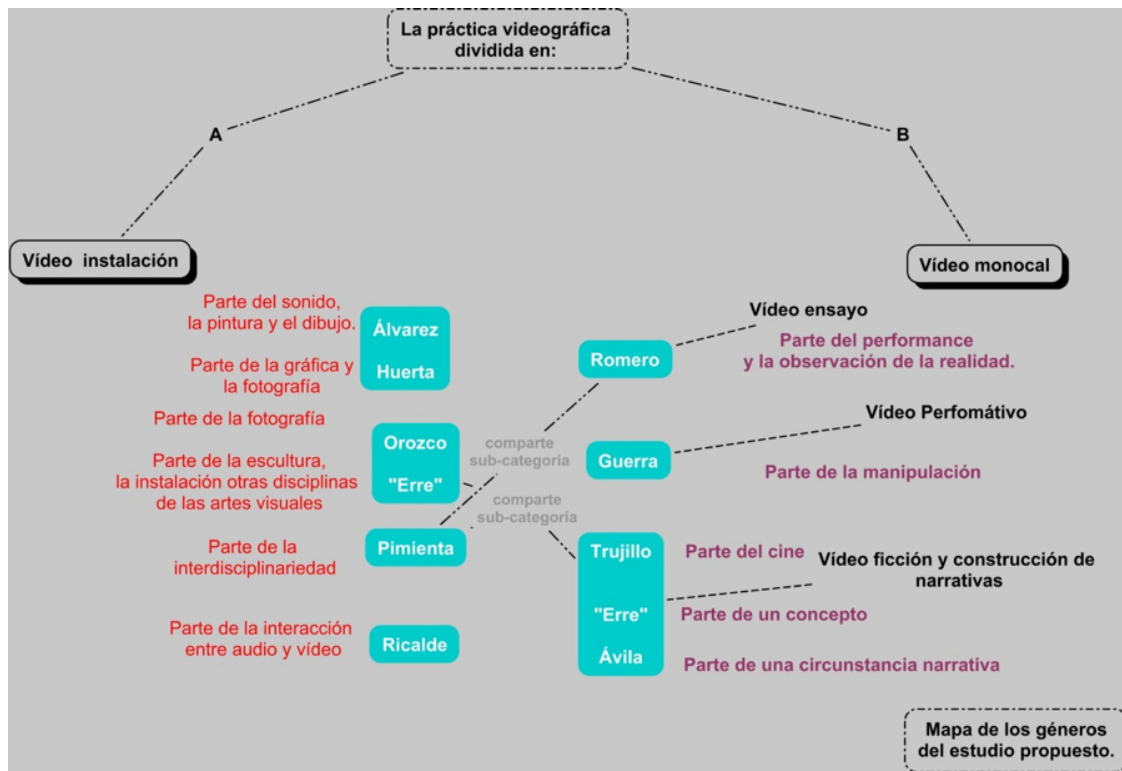 La práctica videográfica
dividida en:
A
B
Vídeo instalación
Vídeo monocal
Parte del sonido,
la pintura y el dibujo.
Álvarez
Parte de la gráfica y
la fotografía
Huerta
Parte de la fotografía
Orozco
Parte de la escultura,
la instalación otras disciplinas
de las artes visuales
"Erre"
Parte de la
interdisciplinariedad
Pimienta
Parte de la interacción
entre audio y vídeo
Ricalde
comparte
sub-categoría
comparte
sub-categoría
Vídeo ensayo
Romero
Parte del performance
y la observación de la realidad.
Vídeo Perfomátivo
Guerra
Parte de la manipulación
Trujillo
Parte del cine
Vídeo ficción y construcción de
narrativas
"Erre"
Parte de un concepto
Ávila
Parte de una circunstancia narrativa
Mapa de los géneros
del estudio propuesto.